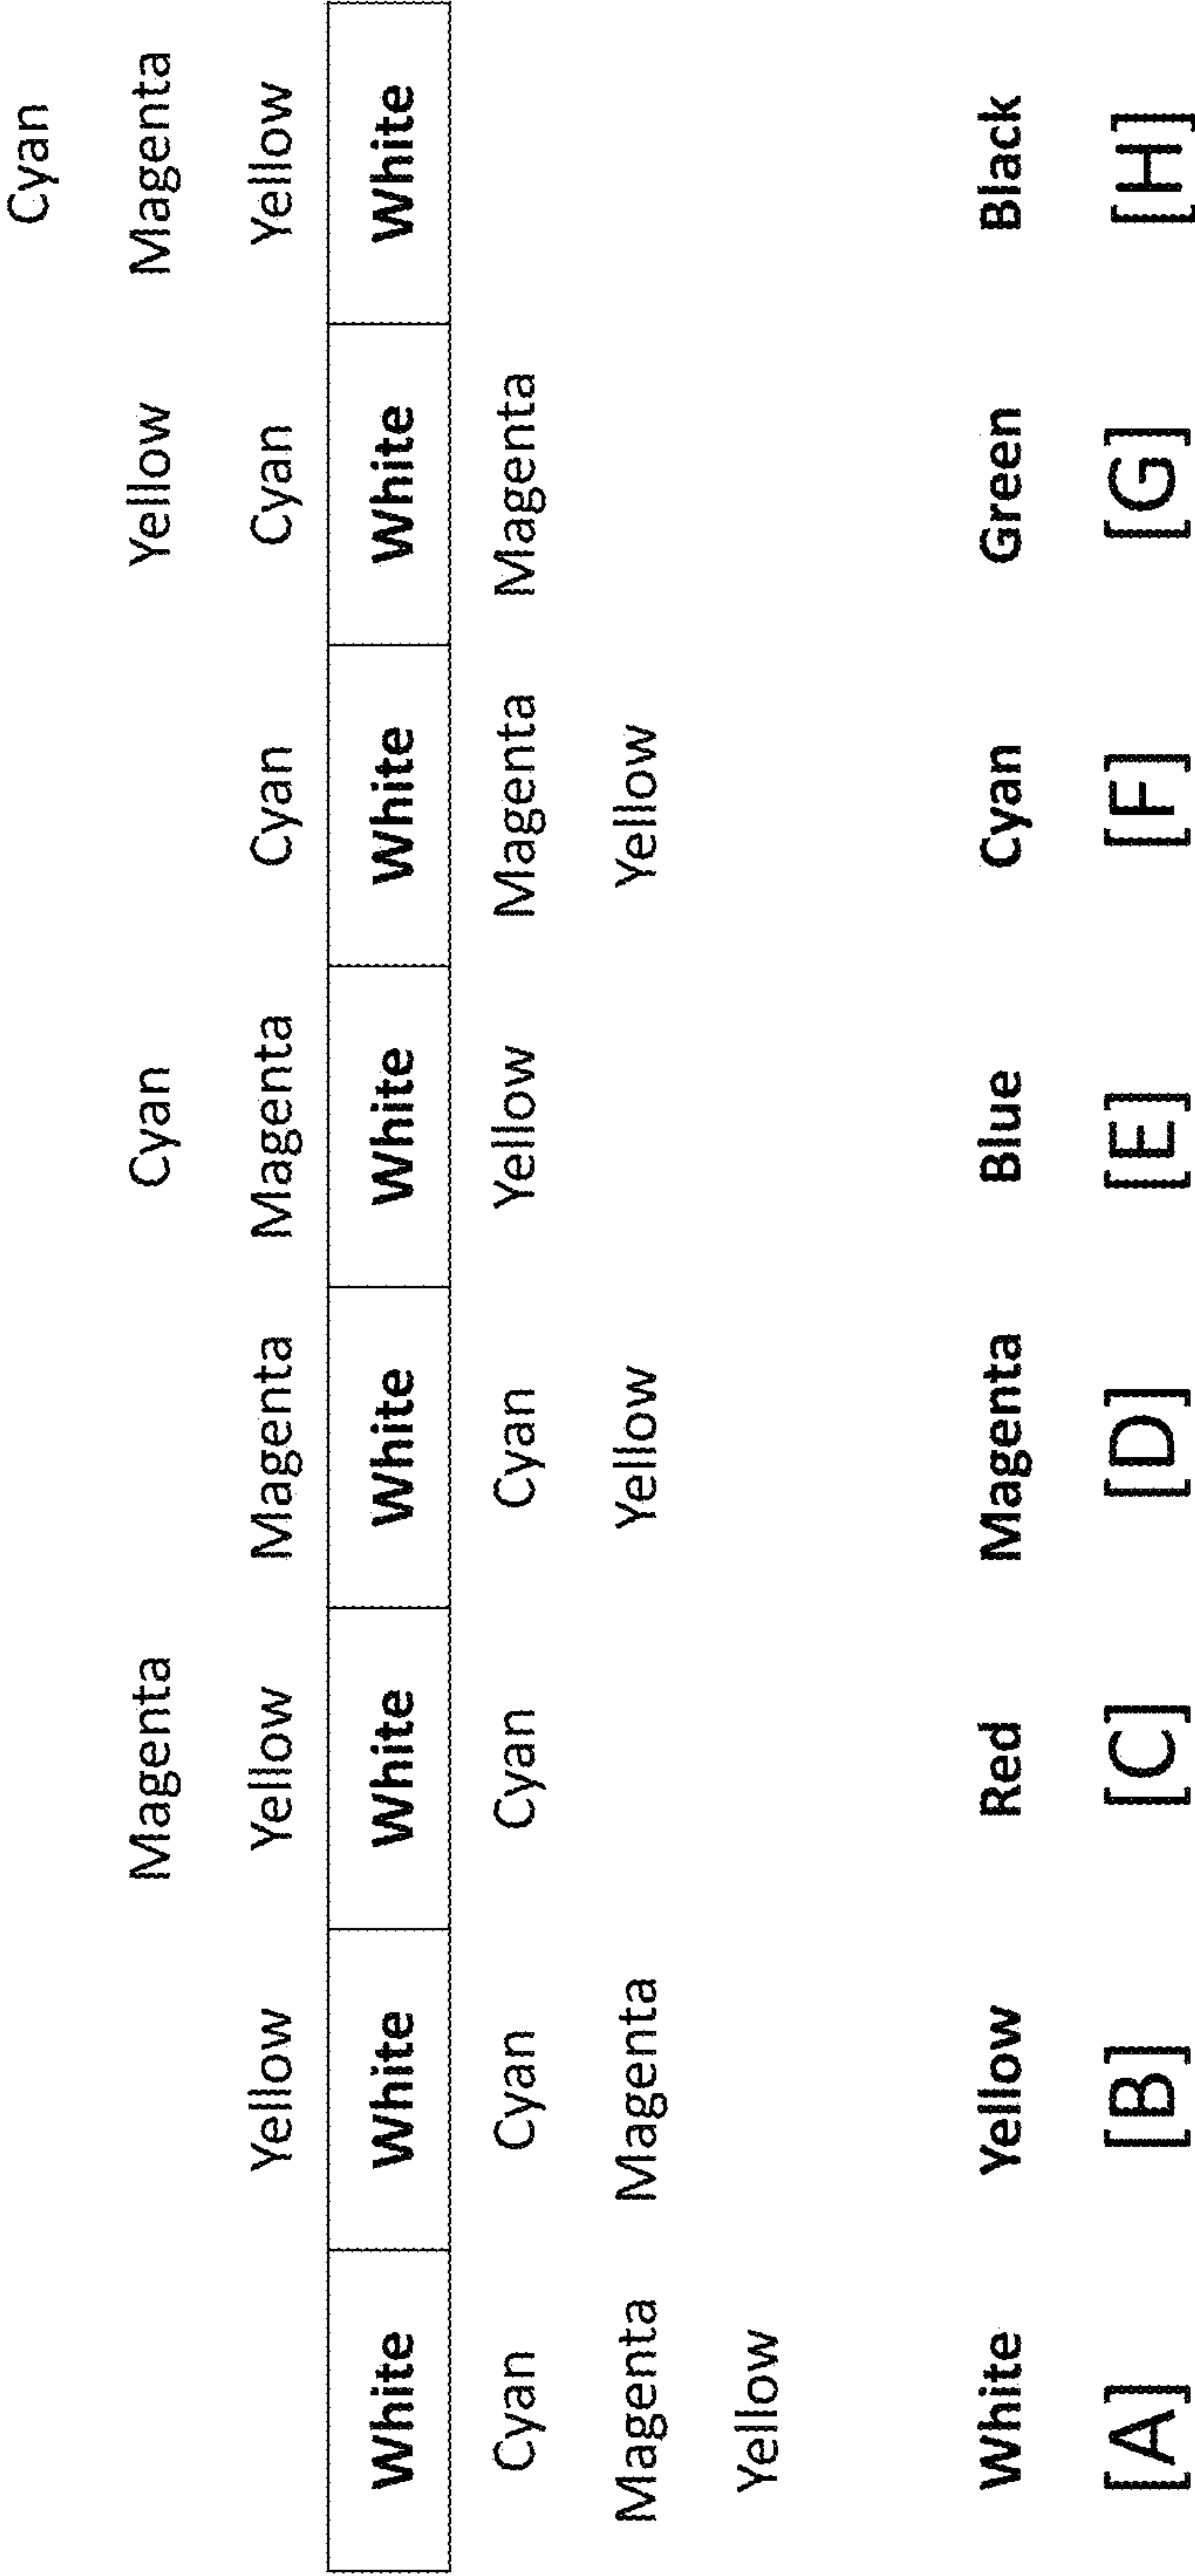 Cyan
Magenta Yellow Cyan Magenta
Yellow Magenta Magenta Cyan Cyan Yellow
White White White White White White White White
Cyan Cyan Cyan Cyan Yellow Magenta Magenta
Magenta Magenta Yellow Yellow
Yellow
White Yellow Red Magenta Blue Cyan Green Black
[A] [B] [C] [D] [E] [F] [G] [H]